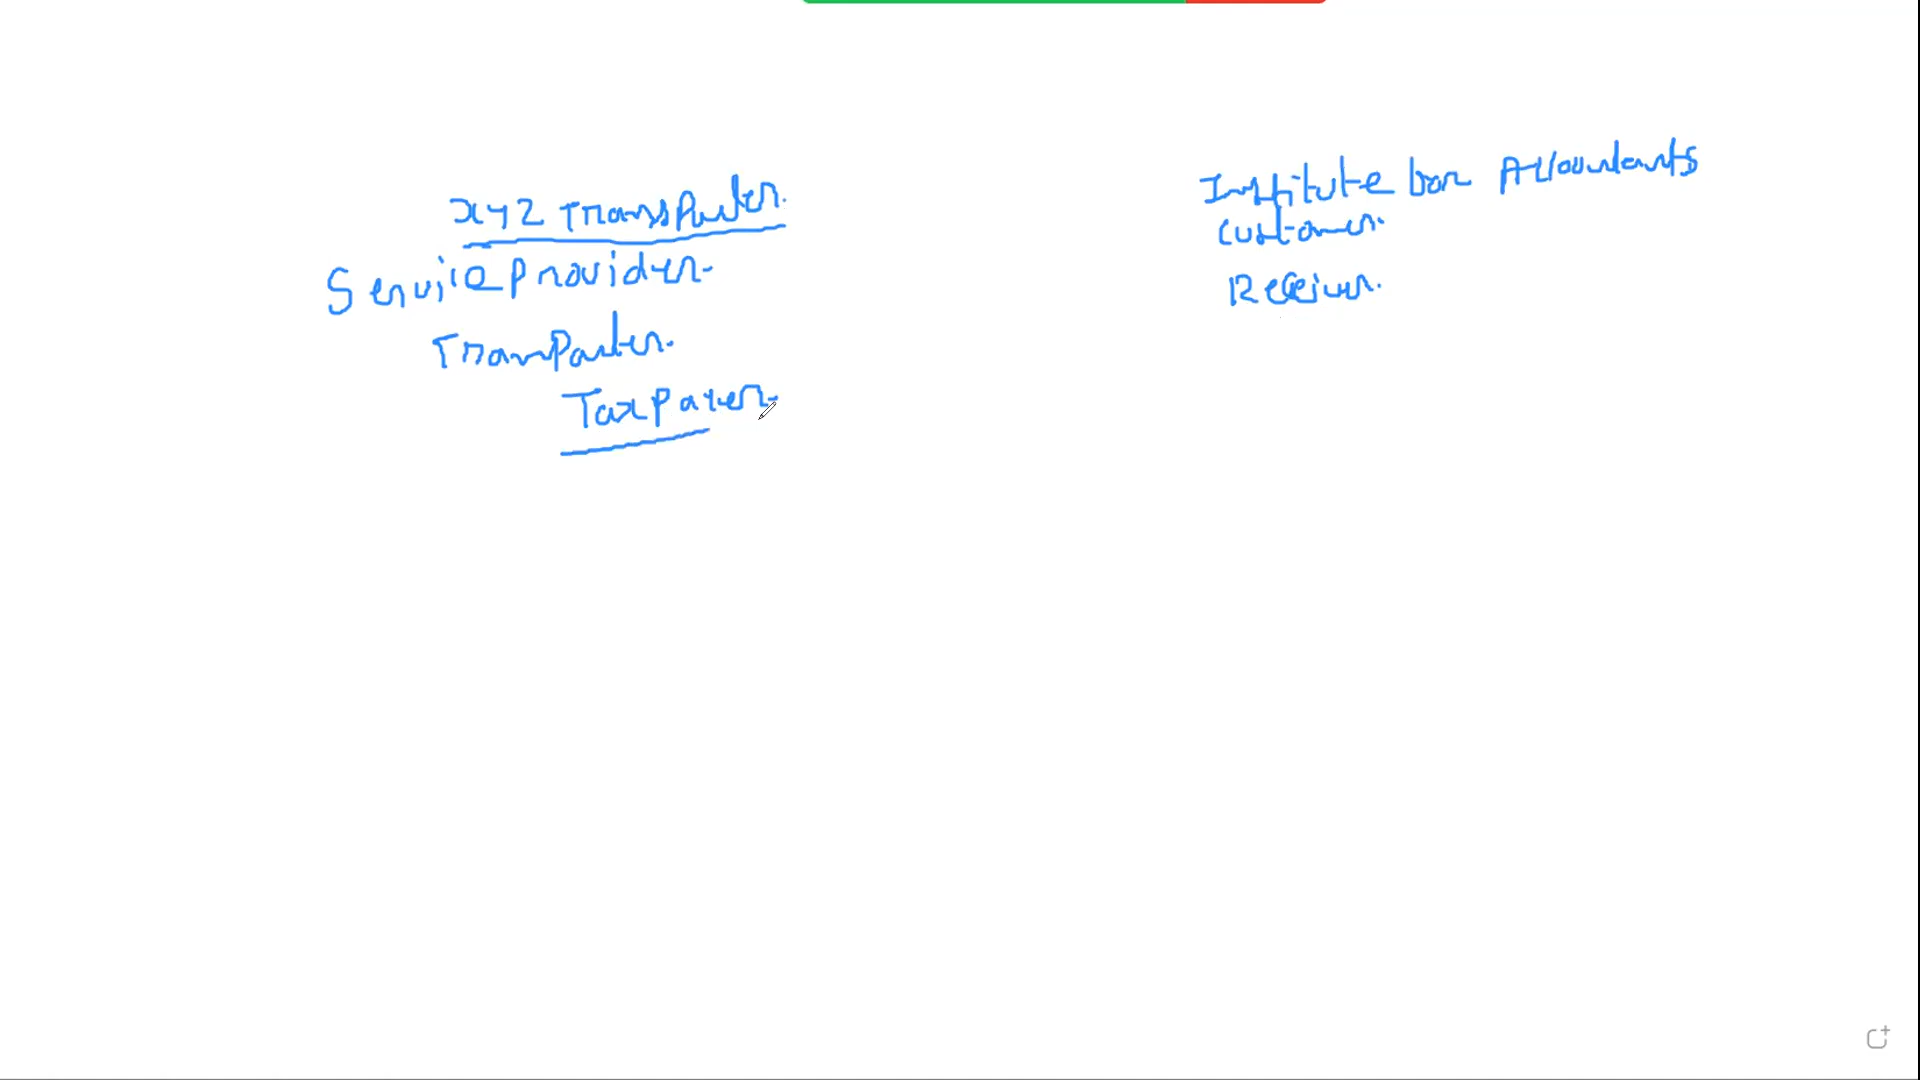 XYZ Transporter.
Service Provider
Transporter.
Taxpayer
Institute for Accountants
customer.
Receiver.